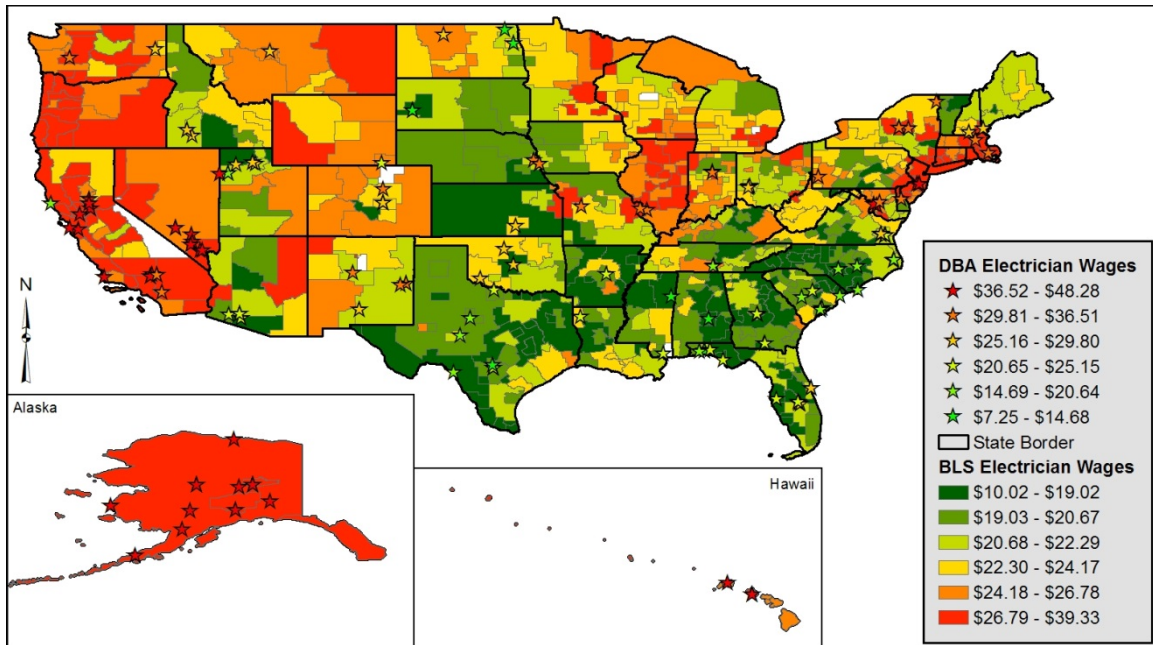 N
DBA Electrician Wages
$36.52 - $48.28
$29.81 - $36.51
$25.16 - $29.80
$20.65 - $25.15
$14.69 - $20.64
$7.25 - $14.68
State Border
BLS Electrician Wages
$10.02 - $19.02
$19.03 - $20.67
$20.68 - $22.29
$22.30 - $24.17
$24.18 - $26.78
$26.79 - $39.33
Alaska
Hawaii